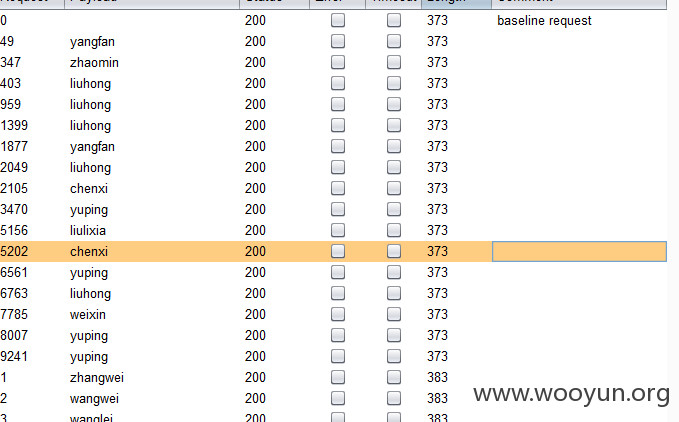 Request Payload Status Error Timeout Length Comment
0 200 373 baseline request
49 yangfan 200 373
347 zhaomin 200 373
403 liuhong 200 373
959 liuhong 200 373
1399 liuhong 200 373
1877 yangfan 200 373
2049 liuhong 200 373
2105 chenxi 200 373
3470 yuping 200 373
5156 liulixia 200 373
5202 chenxi 200 373
6561 yuping 200 373
6763 liuhong 200 373
7785 weixin 200 373
8007 yuping 200 373
9241 yuping 200 373
1 zhangwei 200 383
2 wangwei 200 383
3 wanglei 200 383
www.wooyun.org